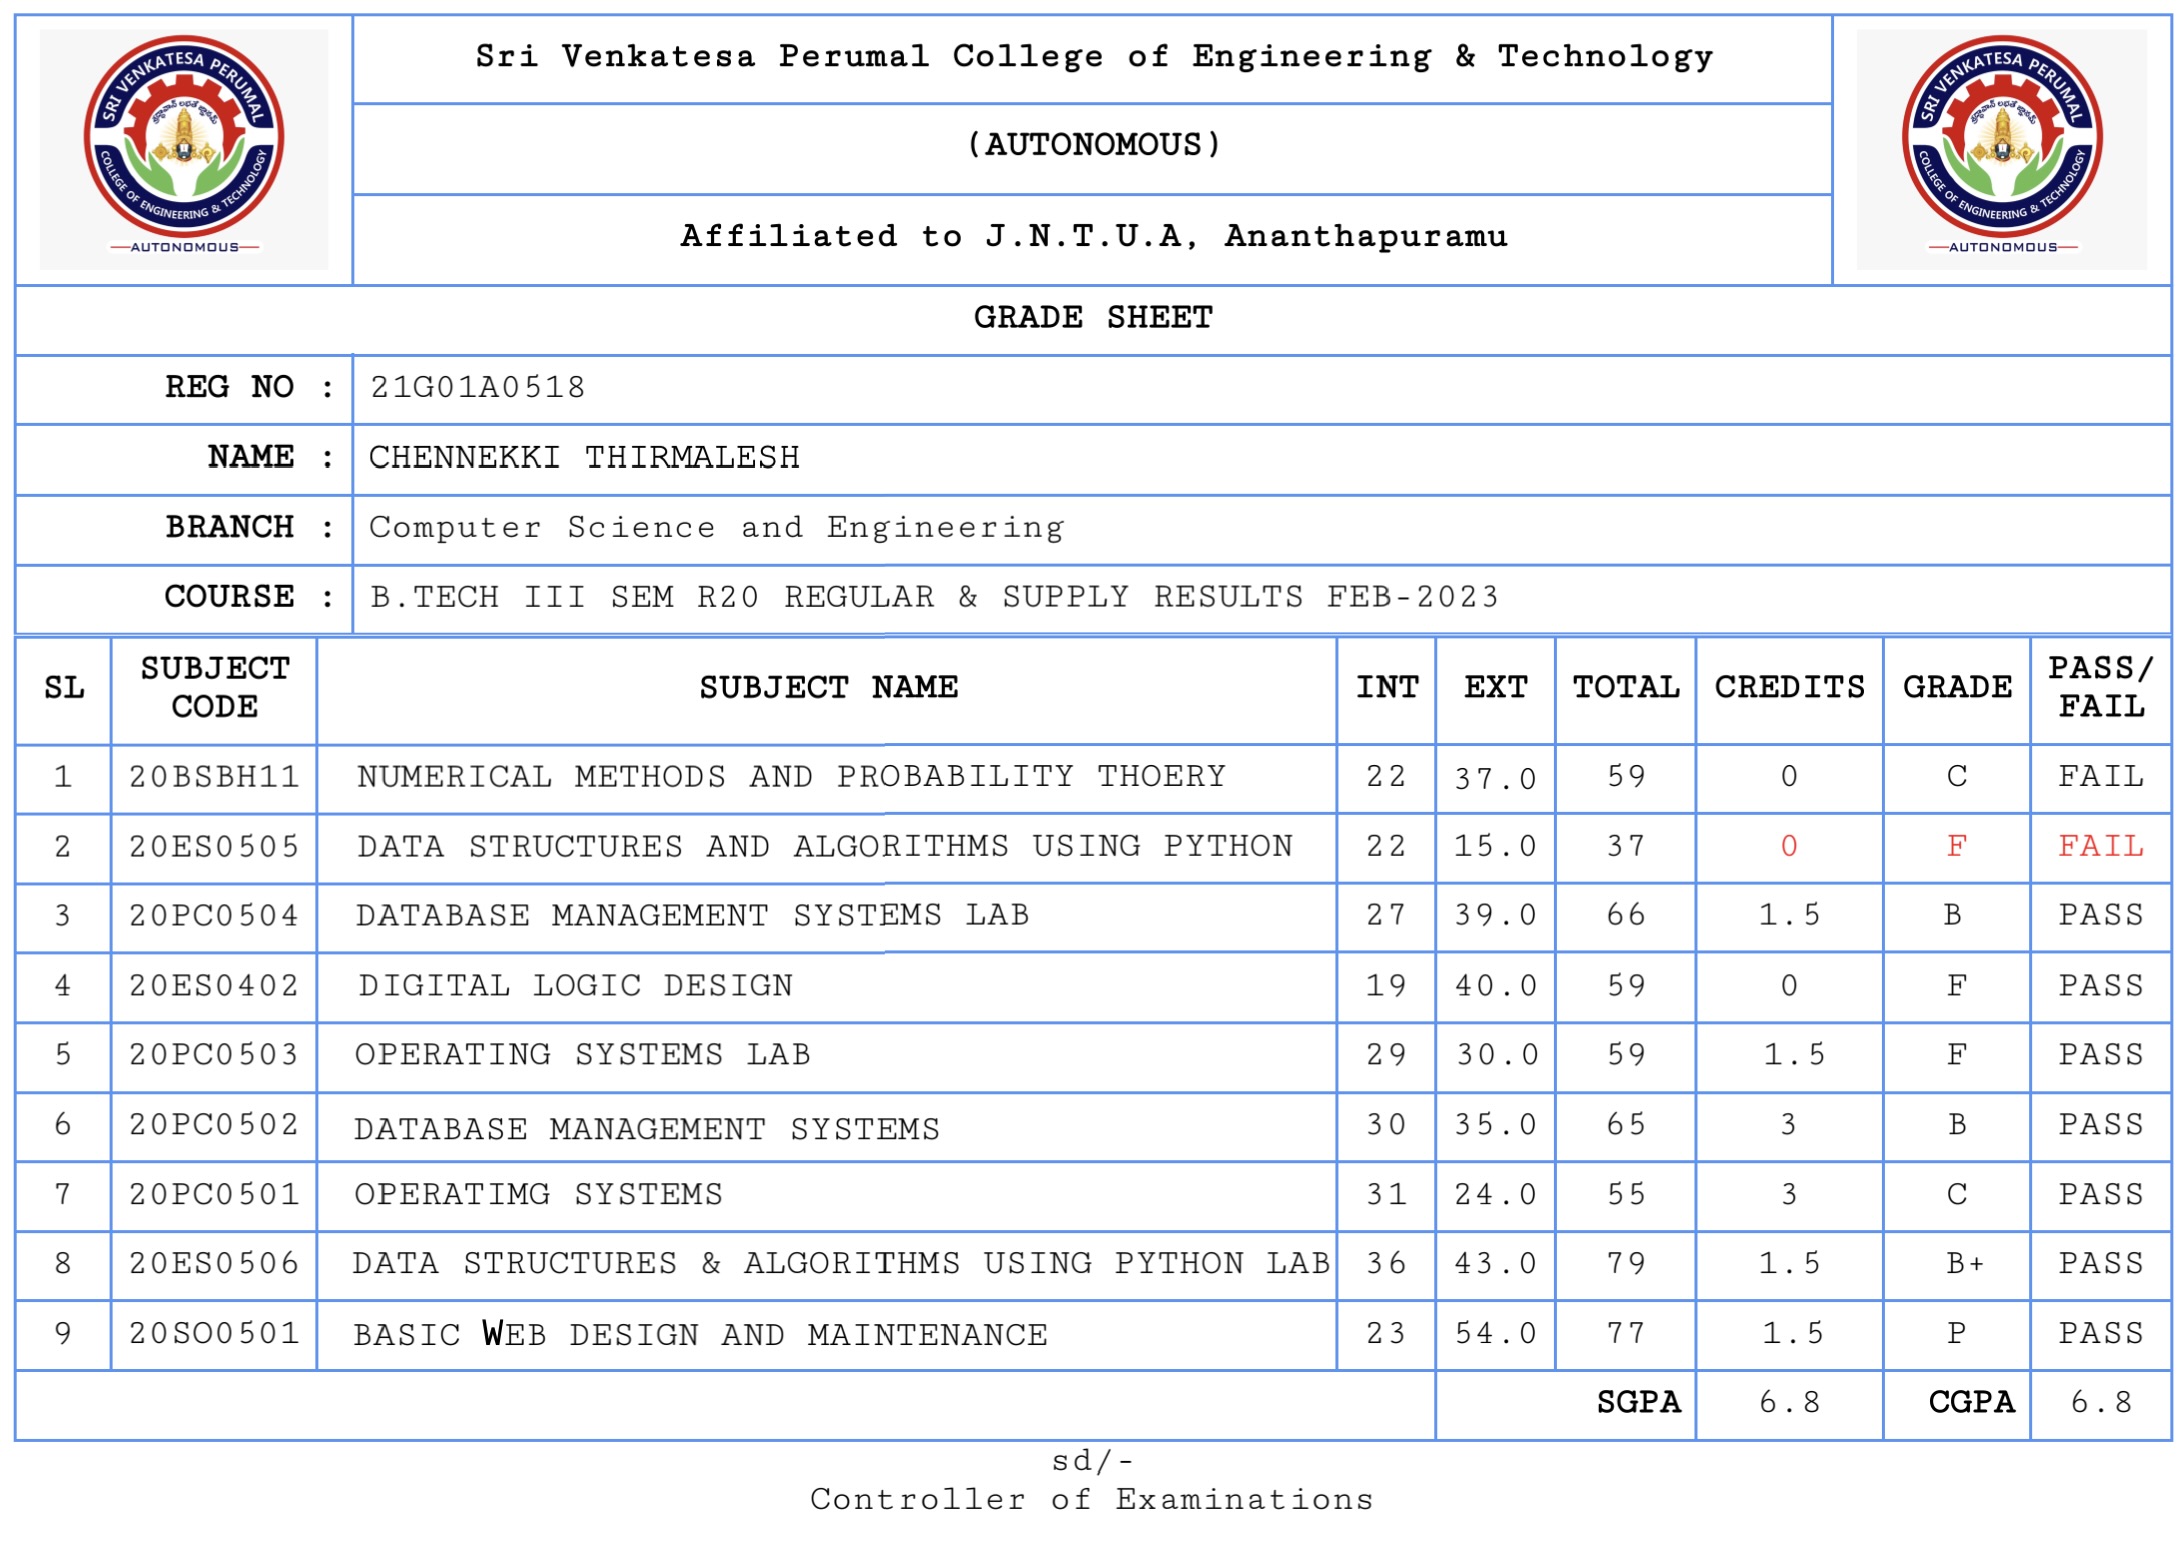 SRI VENKATESA PERUMAL
COLLEGE OF ENGINEERING & TECHNOLOGY
AUTONOMOUS
Sri Venkatesa Perumal College of Engineering & Technology
(AUTONOMOUS)
Affiliated to J.N.T.U.A, Ananthapuramu
SRI VENKATESA PERUMAL
COLLEGE OF ENGINEERING & TECHNOLOGY
AUTONOMOUS
GRADE SHEET
REG NO : 21G01A0518
NAME : CHENNEKKI THIRMALESH
BRANCH : Computer Science and Engineering
COURSE : B.TECH III SEM R20 REGULAR & SUPPLY RESULTS FEB-2023
SL SUBJECT CODE SUBJECT NAME INT EXT TOTAL CREDITS GRADE PASS/ FAIL
1 20BSBH11 NUMERICAL METHODS AND PROBABILITY THOERY 22 37.0 59 0 C FAIL
2 20ES0505 DATA STRUCTURES AND ALGORITHMS USING PYTHON 22 15.0 37 0 F FAIL
3 20PC0504 DATABASE MANAGEMENT SYSTEMS LAB 27 39.0 66 1.5 B PASS
4 20ES0402 DIGITAL LOGIC DESIGN 19 40.0 59 0 F PASS
5 20PC0503 OPERATING SYSTEMS LAB 29 30.0 59 1.5 F PASS
6 20PC0502 DATABASE MANAGEMENT SYSTEMS 30 35.0 65 3 B PASS
7 20PC0501 OPERATIMG SYSTEMS 31 24.0 55 3 C PASS
8 20ES0506 DATA STRUCTURES & ALGORITHMS USING PYTHON LAB 36 43.0 79 1.5 B+ PASS
9 20SO0501 BASIC WEB DESIGN AND MAINTENANCE 23 54.0 77 1.5 P PASS
SGPA 6.8 CGPA 6.8
sd/-
Controller of Examinations